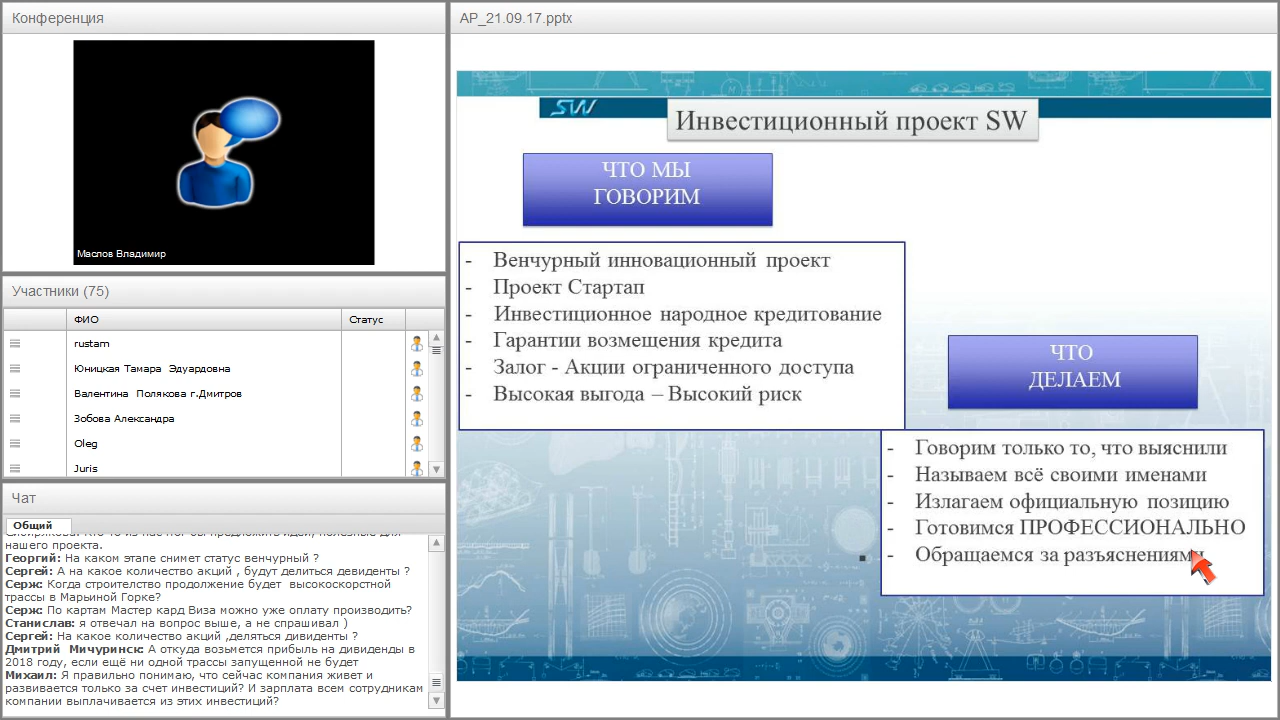 Конференция
Маслов Владимир
Участники (75)
ФИО
Статус
rustam
Юницкая Тамара Эдуардовна
Валентина Полякова г.Дмитров
Зобова Александра
Oleg
Juris
Чат
Общий
нашего проекта.
Георгий: На каком этапе снимет статус венчурный ?
Сергей: А на какое количество акций , будут делиться девиденты ?
Серж: Когда строителство продолжение будет высокоскорстной
трассы в Марьиной Горке?
Серж: По картам Мастер кард Виза можно уже оплату производить?
Станислав: я отвечал на вопрос выше, а не спрашивал )
Сергей: На какое количество акций ,деляться дивиденты ?
Дмитрий Мичуринск: А откуда возьмется прибыль на дивиденды в
2018 году, если ещё ни одной трассы запущенной не будет
Михаил: Я правильно понимаю, что сейчас компания живет и
развивается только за счет инвестиций? И зарплата всем сотрудникам
компании выплачивается из этих инвестиций?
AP_21.09.17.pptx
SW
Инвестиционный проект SW
ЧТО МЫ
ГОВОРИМ
- Венчурный инновационный проект
- Проект Стартап
- Инвестиционное народное кредитование
- Гарантии возмещения кредита
- Залог - Акции ограниченного доступа
- Высокая выгода – Высокий риск
ЧТО
ДЕЛАЕМ
- Говорим только то, что выяснили
- Называем всё своими именами
- Излагаем официальную позицию
- Готовимся ПРОФЕССИОНАЛЬНО
- Обращаемся за разъяснениями